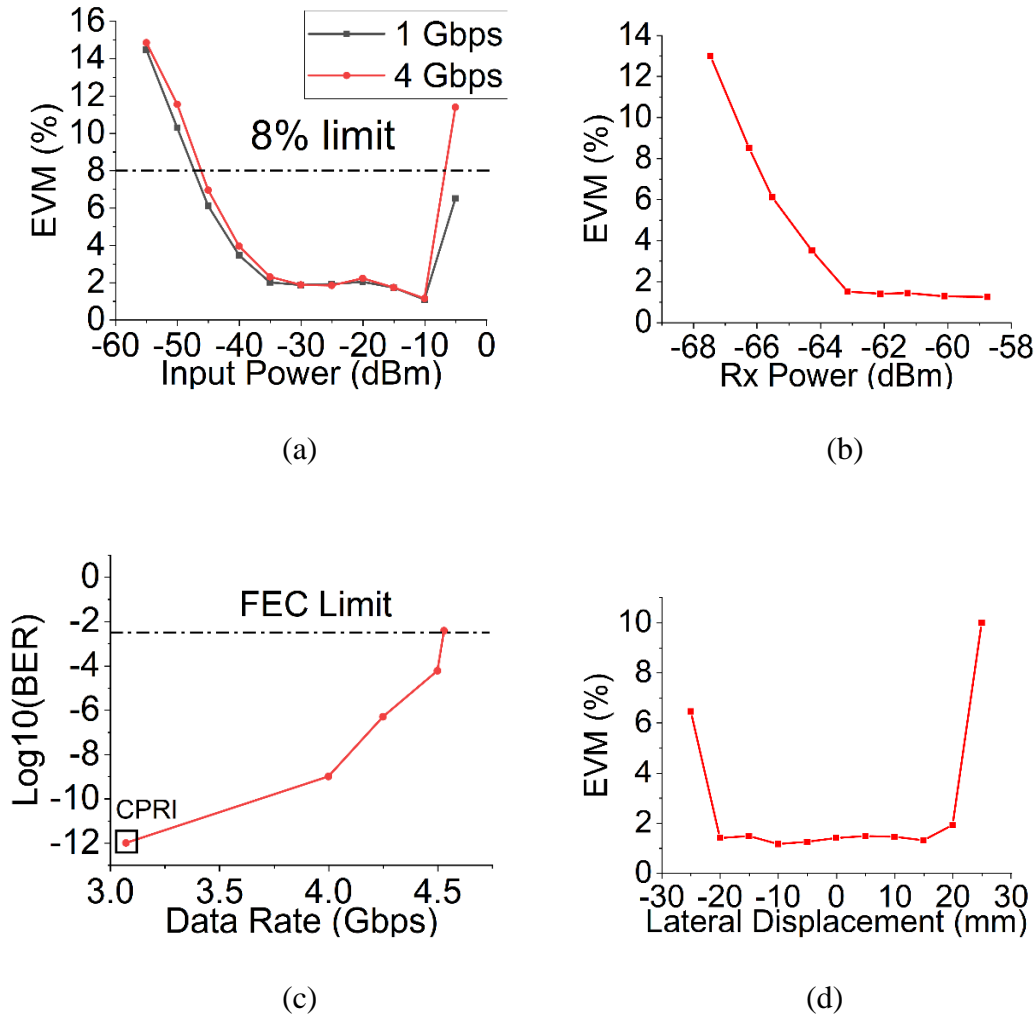 16
14
12
10
8
6
4
2
0
EVM (%)
1 Gbps
4 Gbps
8% limit
-60 -50 -40 -30 -20 -10 0
Input Power (dBm)
(a)
14
12
10
8
6
4
2
0
EVM (%)
-68 -66 -64 -62 -60 -58
Rx Power (dBm)
(b)
0
-2
-4
-6
-8
-10
-12
Log10(BER)
FEC Limit
CPRI
3.0 3.5 4.0 4.5
Data Rate (Gbps)
(c)
10
8
6
4
2
0
EVM (%)
-30 -20 -10 0 10 20 30
Lateral Displacement (mm)
(d)